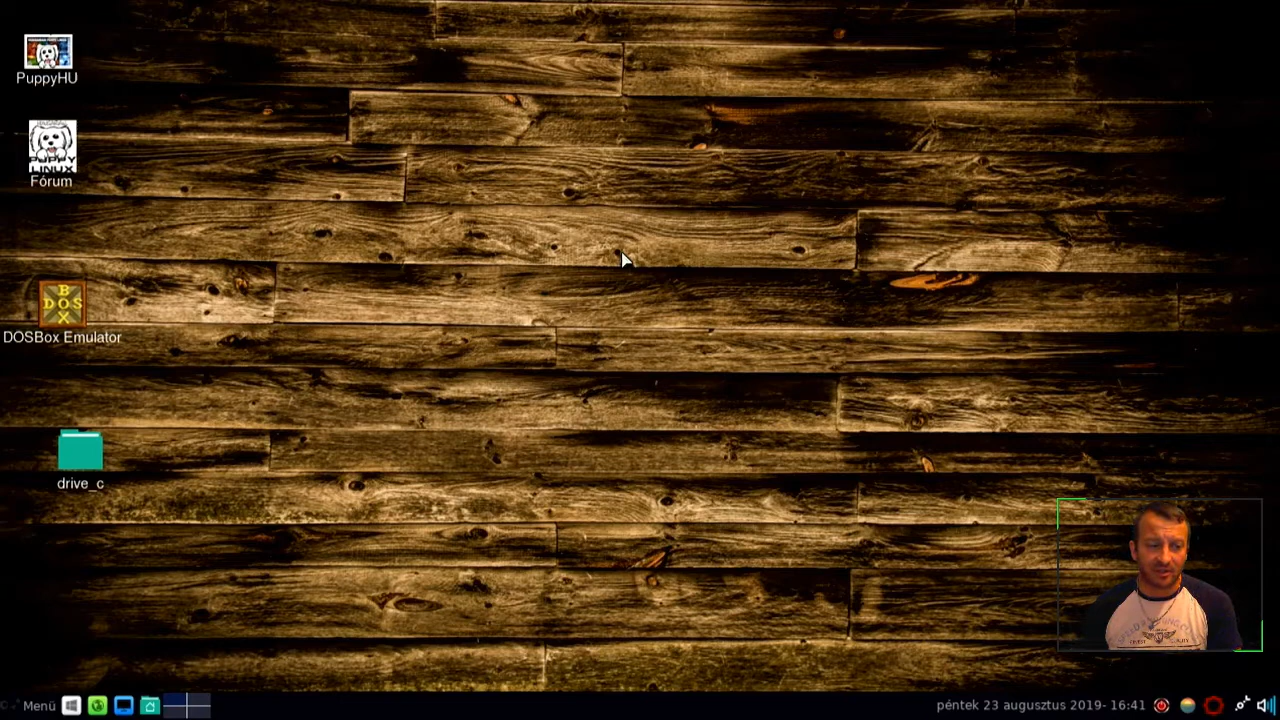 PuppyHU
PUPPY
LINUX
Fórum
BOX
DOS
DOSBox Emulator
drive_c
Menü
péntek 23 augusztus 2019- 16:41